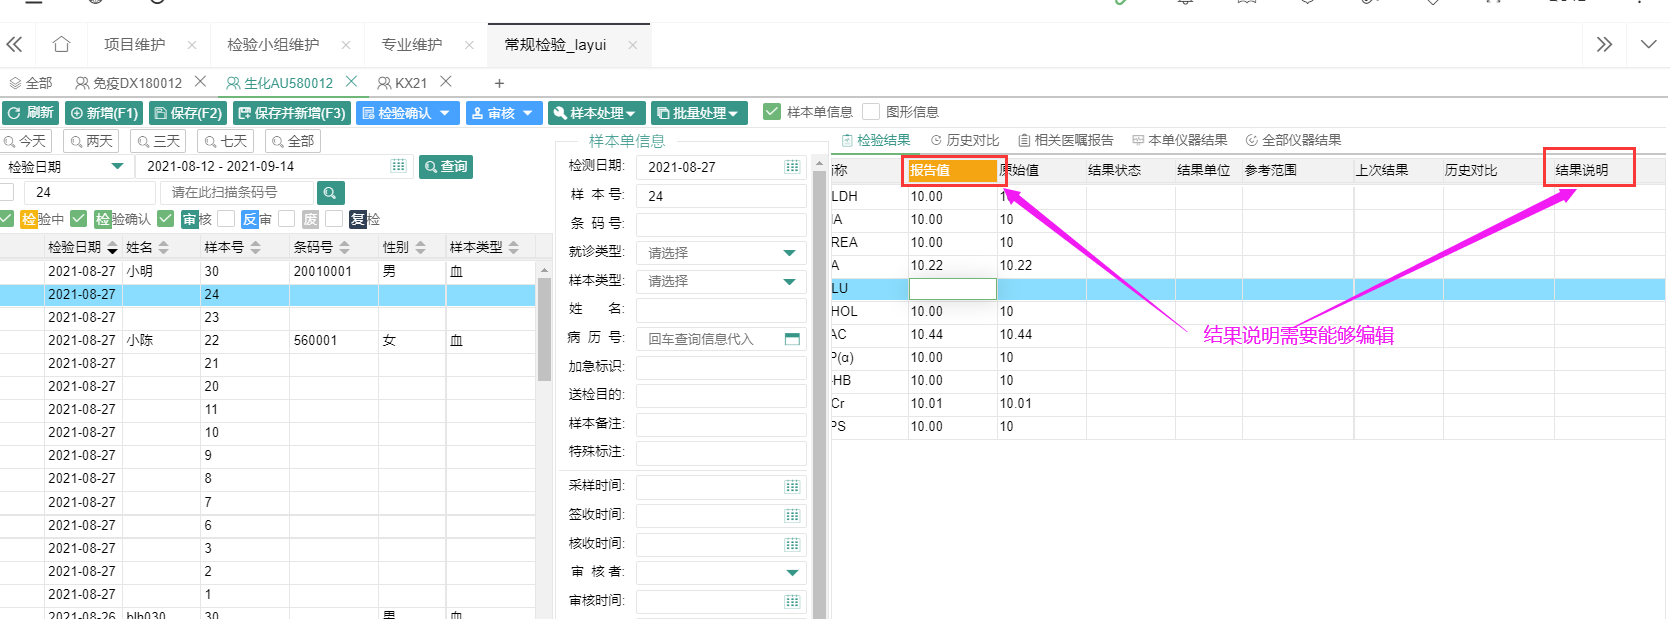 项目维护 检验小组维护 专业维护 常规检验_layui
全部 免疫DX180012 生化AU580012 KX21 +
刷新 新增(F1) 保存(F2) 保存并新增(F3) 检验确认 审核 样本处理 批量处理 样本单信息 图形信息
今天 两天 三天 七天 全部
样本单信息
检验结果 历史对比 相关医嘱报告 本单仪器结果 全部仪器结果
检验日期 2021-08-12 - 2021-09-14 查询
24 请在此扫描条码号
检验中 检验确认 审核 反审 废 复检
检验日期 姓名 样本号 条码号 性别 样本类型
2021-08-27 小明 30 20010001 男 血
2021-08-27 24
2021-08-27 23
2021-08-27 小陈 22 560001 女 血
2021-08-27 21
2021-08-27 20
2021-08-27 11
2021-08-27 10
2021-08-27 9
2021-08-27 8
2021-08-27 7
2021-08-27 6
2021-08-27 3
2021-08-27 2
2021-08-27 1
2021-08-26 blh030 30 男 血
检测日期: 2021-08-27
样 本 号: 24
条 码 号:
就诊类型: 请选择
样本类型: 请选择
姓 名:
病 历 号: 回车查询信息代入
加急标识:
送检目的:
样本备注:
特殊标注:
采样时间:
签收时间:
核收时间:
审 核 者:
审核时间:
称 报告值 原始值 结果状态 结果单位 参考范围 上次结果 历史对比 结果说明
LDH 10.00 1
IA 10.00 10
REA 10.00 10
A 10.22 10.22
LU
HOL 10.00 10
AC 10.44 10.44
P(α) 10.00 10
HB 10.00 10
Cr 10.01 10.01
PS 10.00 10
结果说明需要能够编辑